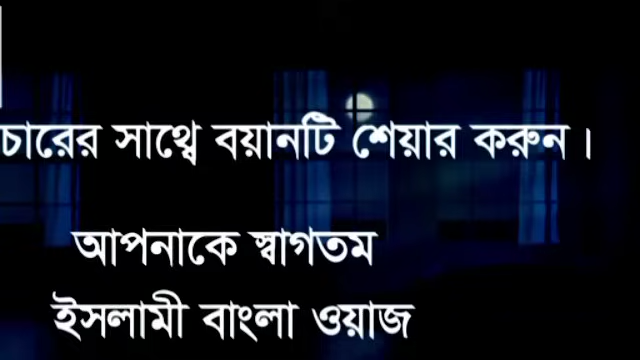 চারের সাথ্বে বয়ানটি শেয়ার করুন।
আপনাকে স্বাগতম
ইসলামী বাংলা ওয়াজ